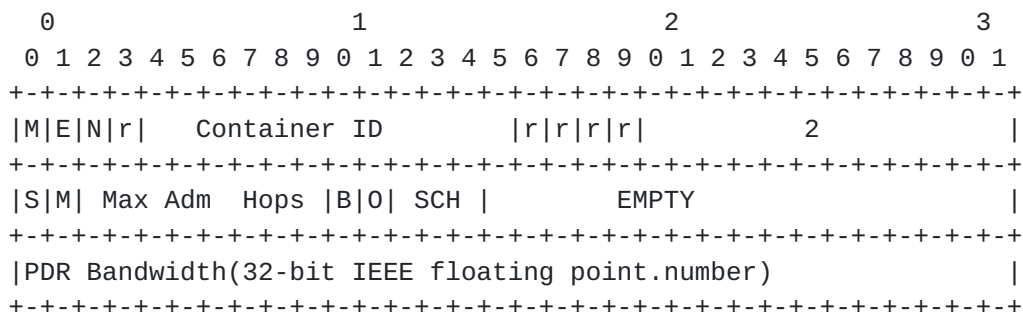 0                   1                   2                   3
 0 1 2 3 4 5 6 7 8 9 0 1 2 3 4 5 6 7 8 9 0 1 2 3 4 5 6 7 8 9 0 1
+-+-+-+-+-+-+-+-+-+-+-+-+-+-+-+-+-+-+-+-+-+-+-+-+-+-+-+-+-+-+-+-+
|M|E|N|r|   Container ID        |r|r|r|r|          2            |
+-+-+-+-+-+-+-+-+-+-+-+-+-+-+-+-+-+-+-+-+-+-+-+-+-+-+-+-+-+-+-+-+
|S|M| Max Adm  Hops |B|O| SCH |        EMPTY                    |
+-+-+-+-+-+-+-+-+-+-+-+-+-+-+-+-+-+-+-+-+-+-+-+-+-+-+-+-+-+-+-+-+
|PDR Bandwidth(32-bit IEEE floating point.number)               |
+-+-+-+-+-+-+-+-+-+-+-+-+-+-+-+-+-+-+-+-+-+-+-+-+-+-+-+-+-+-+-+-+